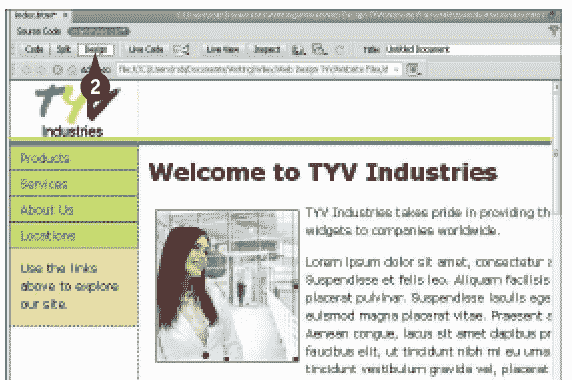 index.html* ×
Source Code
Code Split Design Live Code Live View Inspect Title: Untitled Document
2
TYV
Industries
Products
Services
About Us
Locations
Use the links
above to explore
our site.
Welcome to TYV Industries
TYV Industries takes pride in providing th
widgets to companies worldwide.
Lorem ipsum dolor sit amet, consectetur a
Suspendisse et felis leo. Aliquam facilisis
placerat pulvinar. Suspendisse iaculis ege
euismod magna placerat vitae. Praesent a
Aenean congue, lacus sit amet dapibus pr
faucibus elit, ut tincidunt nibh mi eu urna
tincidunt vestibulum gravida vel, placerat